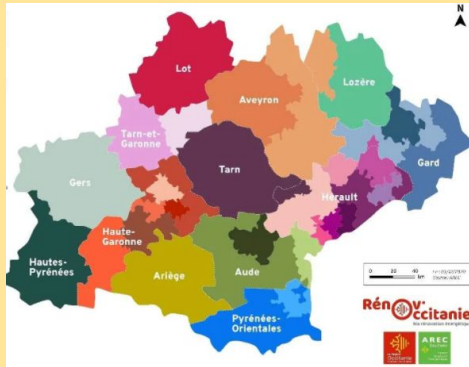 N
Lot
Lozère
Aveyron
Tarn-et-
Garonne
Gard
Tarn
Gers
Hérault
Haute-
Garonne
Hautes-
Pyrénées
Ariège
Aude
Pyrénées-
Orientales
0 20 40
km
Rénov'
Occitanie
AREC